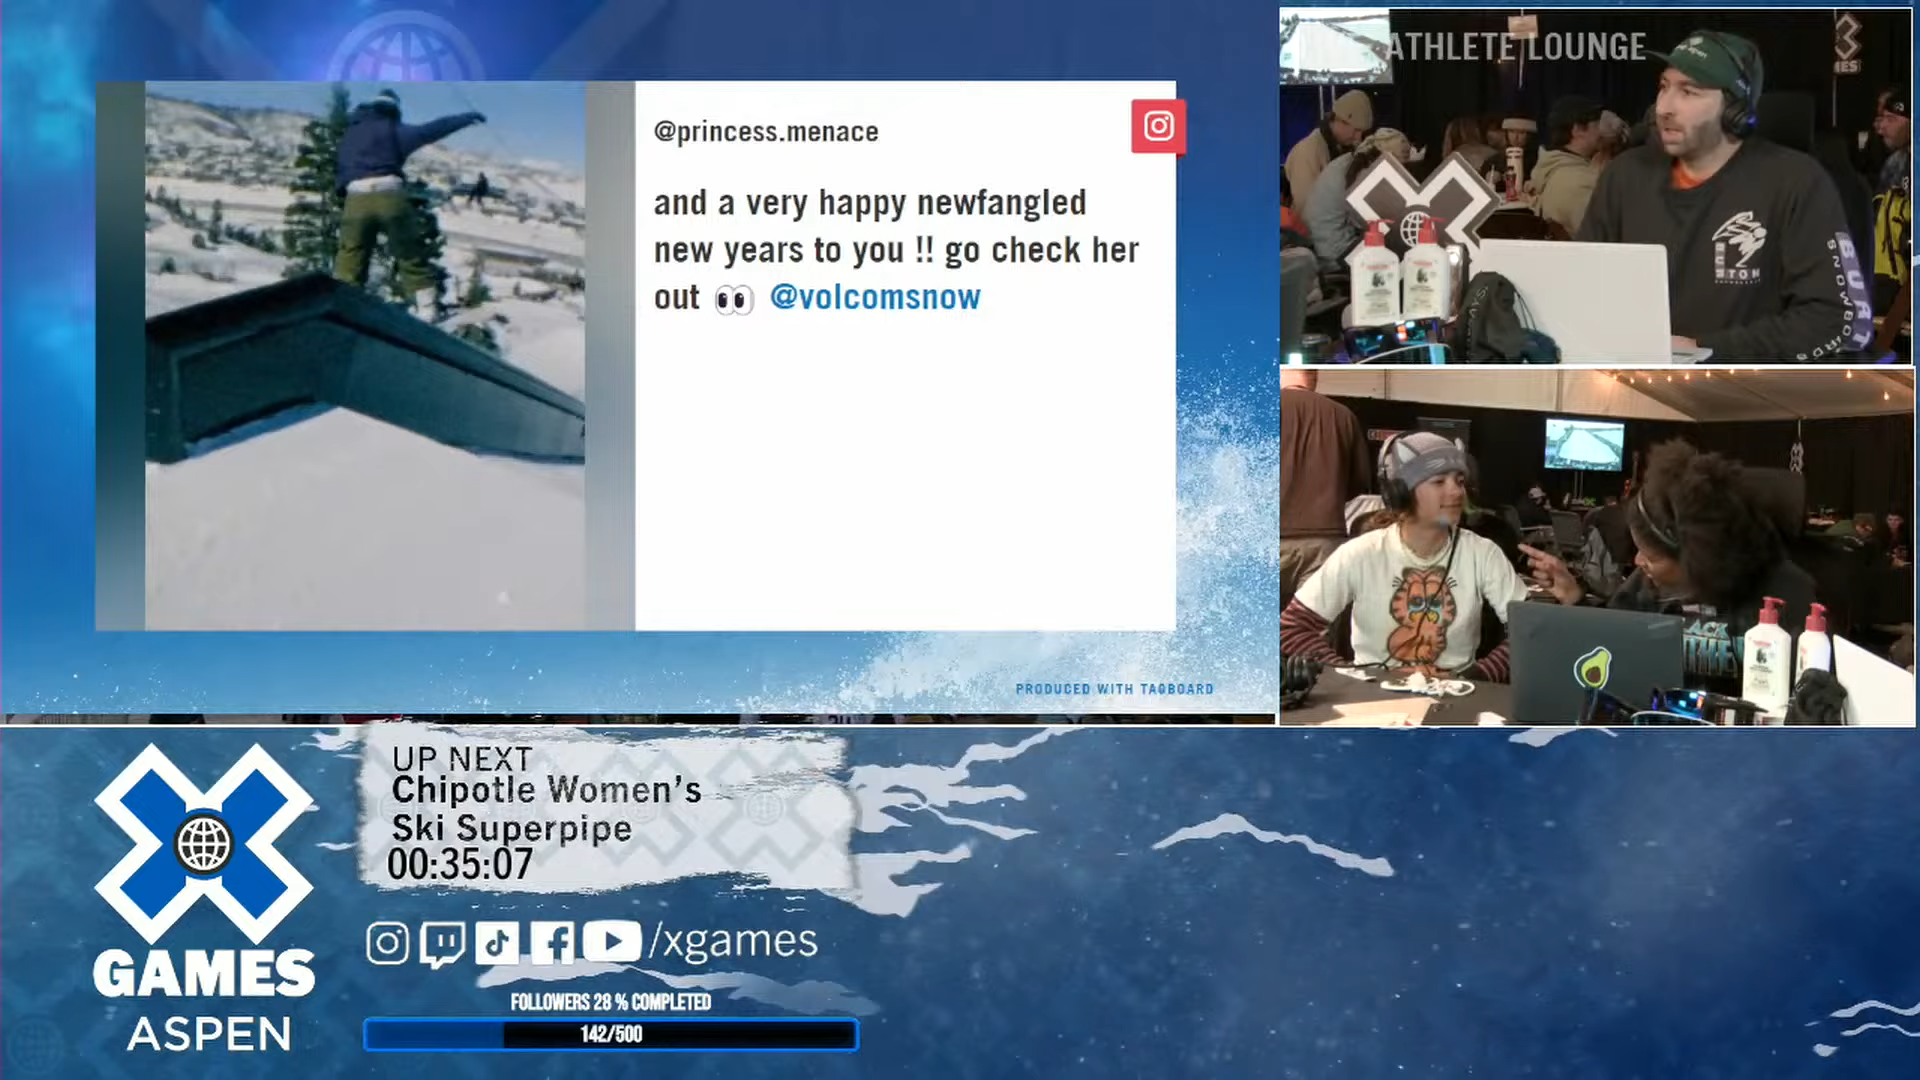 @princess.menace
and a very happy newfangled
new years to you !! go check her
out 👀 @volcomsnow
PRODUCED WITH TAGBOARD
ATHLETE LOUNGE
BURTON
UP NEXT
Chipotle Women's
Ski Superpipe
00:35:07
/xgames
FOLLOWERS 28 % COMPLETED
142/500
GAMES
ASPEN